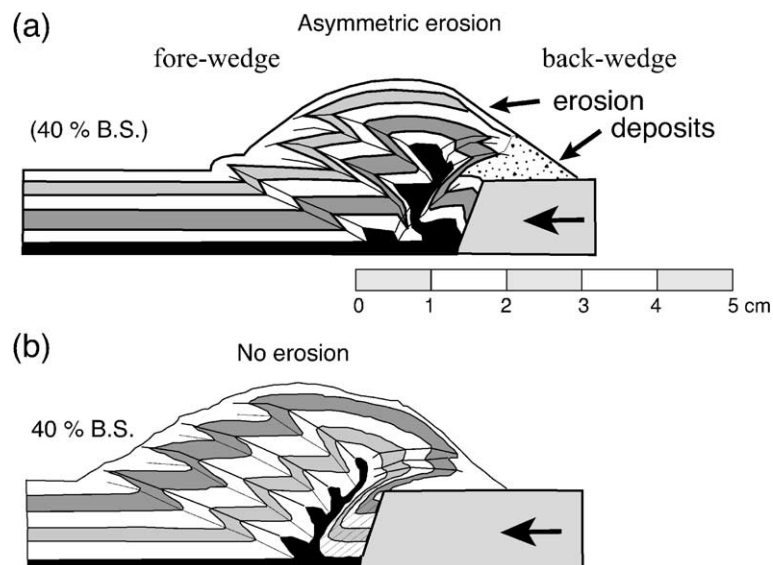 (a)
Asymmetric erosion
fore-wedge
back-wedge
erosion
deposits
(40 % B.S.)
0 1 2 3 4 5 cm
(b)
No erosion
40 % B.S.